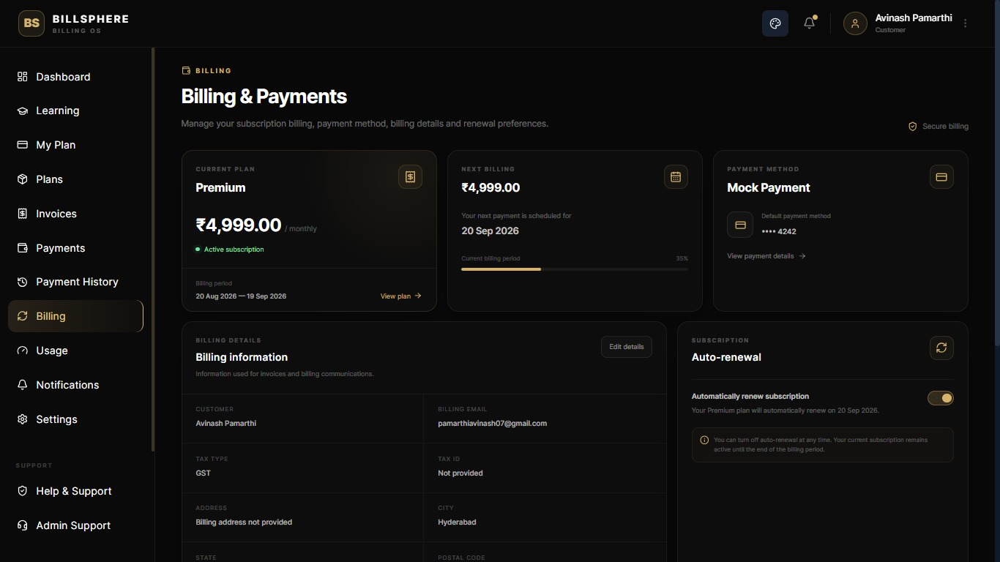 BS
BILLSPHERE
BILLING OS
Avinash Pamarthi
Customer
Dashboard
Learning
My Plan
Plans
Invoices
Payments
Payment History
Billing
Usage
Notifications
Settings
SUPPORT
Help & Support
Admin Support
BILLING
Billing & Payments
Manage your subscription billing, payment method, billing details and renewal preferences.
Secure billing
CURRENT PLAN
Premium
₹4,999.00 / monthly
Active subscription
Billing period
20 Aug 2026 — 19 Sep 2026
View plan →
NEXT BILLING
₹4,999.00
Your next payment is scheduled for
20 Sep 2026
Current billing period 35%
PAYMENT METHOD
Mock Payment
Default payment method
•••• 4242
View payment details →
BILLING DETAILS
Billing information
Information used for invoices and billing communications.
Edit details
CUSTOMER
Avinash Pamarthi
BILLING EMAIL
pamarthiavinash07@gmail.com
TAX TYPE
GST
TAX ID
Not provided
ADDRESS
Billing address not provided
CITY
Hyderabad
STATE
POSTAL CODE
SUBSCRIPTION
Auto-renewal
Automatically renew subscription
Your Premium plan will automatically renew on 20 Sep 2026.
You can turn off auto-renewal at any time. Your current subscription remains
active until the end of the billing period.